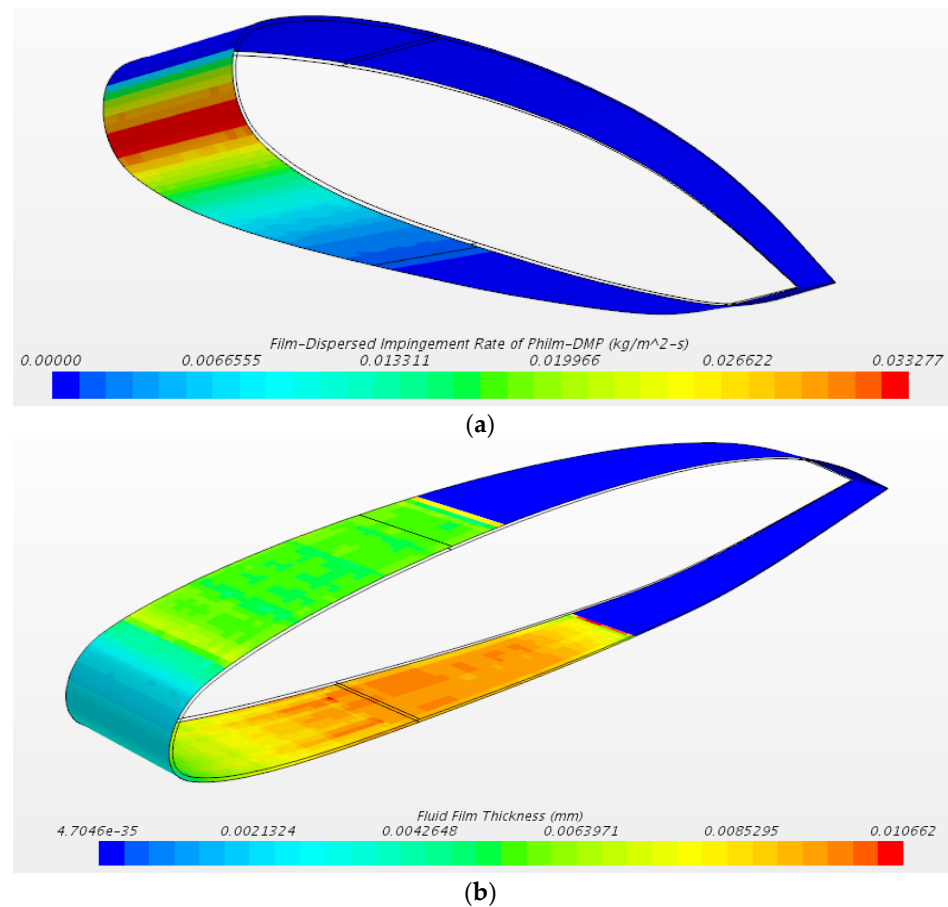 Film-Dispersed Impingement Rate of Philm-DMP (kg/m^2-s)
0.00000 0.0066555 0.013311 0.019966 0.026622 0.033277
(a)
Fluid Film Thickness (mm)
4.7046e-35 0.0021324 0.0042648 0.0063971 0.0085295 0.010662
(b)